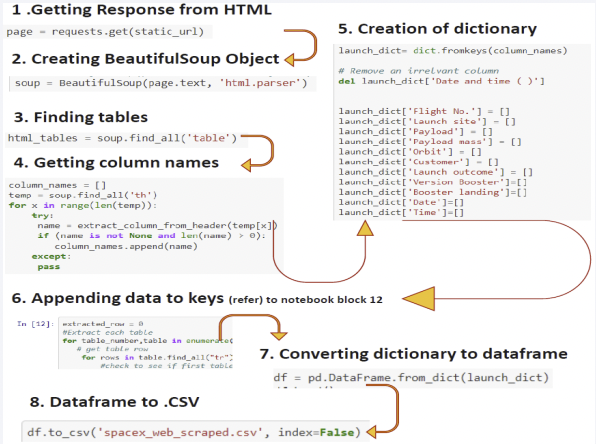 1 .Getting Response from HTML
page = requests.get(static_url)
2. Creating BeautifulSoup Object
soup = BeautifulSoup(page.text, 'html.parser')
3. Finding tables
html_tables = soup.find_all('table')
4. Getting column names
column_names = []
temp = soup.find_all('th')
for x in range(len(temp)):
try:
name = extract_column_from_header(temp[x])
if (name is not None and len(name) > 0):
column_names.append(name)
except:
pass
5. Creation of dictionary
launch_dict= dict.fromkeys(column_names)
# Remove an irrelvant column
del launch_dict['Date and time ( )']
launch_dict['Flight No.'] = []
launch_dict['Launch site'] = []
launch_dict['Payload'] = []
launch_dict['Payload mass'] = []
launch_dict['Orbit'] = []
launch_dict['Customer'] = []
launch_dict['Launch outcome'] = []
launch_dict['Version Booster']=[]
launch_dict['Booster landing']=[]
launch_dict['Date']=[]
launch_dict['Time']=[]
6. Appending data to keys (refer) to notebook block 12
In [12]: extracted_row = 0
#Extract each table
for table_number,table in enumerate(
# get table row
for rows in table.find_all("tr")
#check to see if first table
7. Converting dictionary to dataframe
df = pd.DataFrame.from_dict(launch_dict)
8. Dataframe to .CSV
df.to_csv('spacex_web_scraped.csv', index=False)